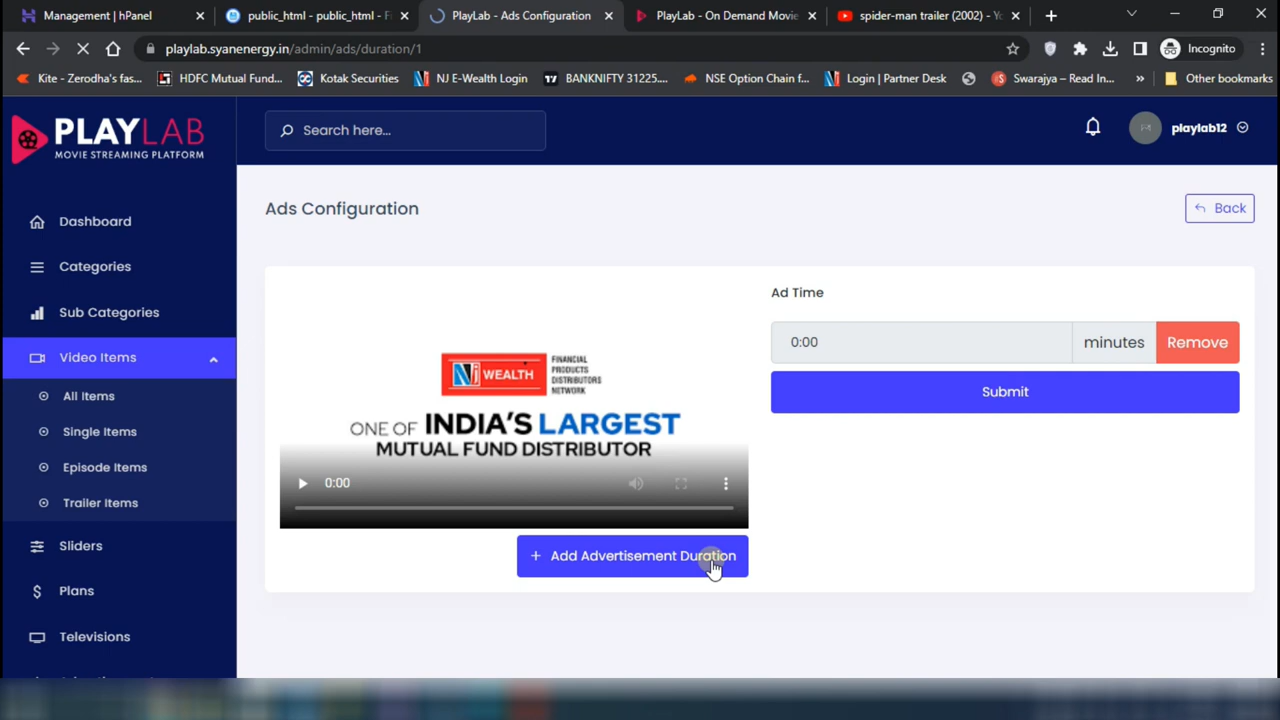 Management | hPanel
public_html - public_html - Fi
PlayLab - Ads Configuration
PlayLab - On Demand Movie
spider-man trailer (2002) - Yo
playlab.syanenergy.in/admin/ads/duration/1
Incognito
Kite - Zerodha's fas...
HDFC Mutual Fund...
Kotak Securities
NJ E-Wealth Login
BANKNIFTY 31225....
NSE Option Chain f...
Login | Partner Desk
Swarajya – Read In...
»
Other bookmarks
PLAYLAB
MOVIE STREAMING PLATFORM
Search here...
playlab12
Dashboard
Categories
Sub Categories
Video Items
All Items
Single Items
Episode Items
Trailer Items
Sliders
Plans
Televisions
Ads Configuration
Back
NJ WEALTH
FINANCIAL
PRODUCTS
DISTRIBUTORS
NETWORK
ONE OF INDIA'S LARGEST
MUTUAL FUND DISTRIBUTOR
0:00
+ Add Advertisement Duration
Ad Time
0:00 minutes Remove
Submit